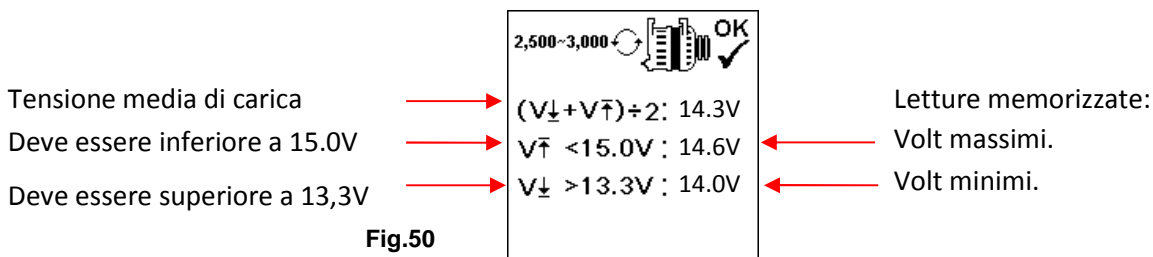 2,500~3,000 OK
Tensione media di carica
(V↓+V↑)÷2: 14.3V
Letture memorizzate:
Deve essere inferiore a 15.0V
V↑ <15.0V: 14.6V
Volt massimi.
Deve essere superiore a 13,3V
V↓ >13.3V: 14.0V
Volt minimi.
Fig.50